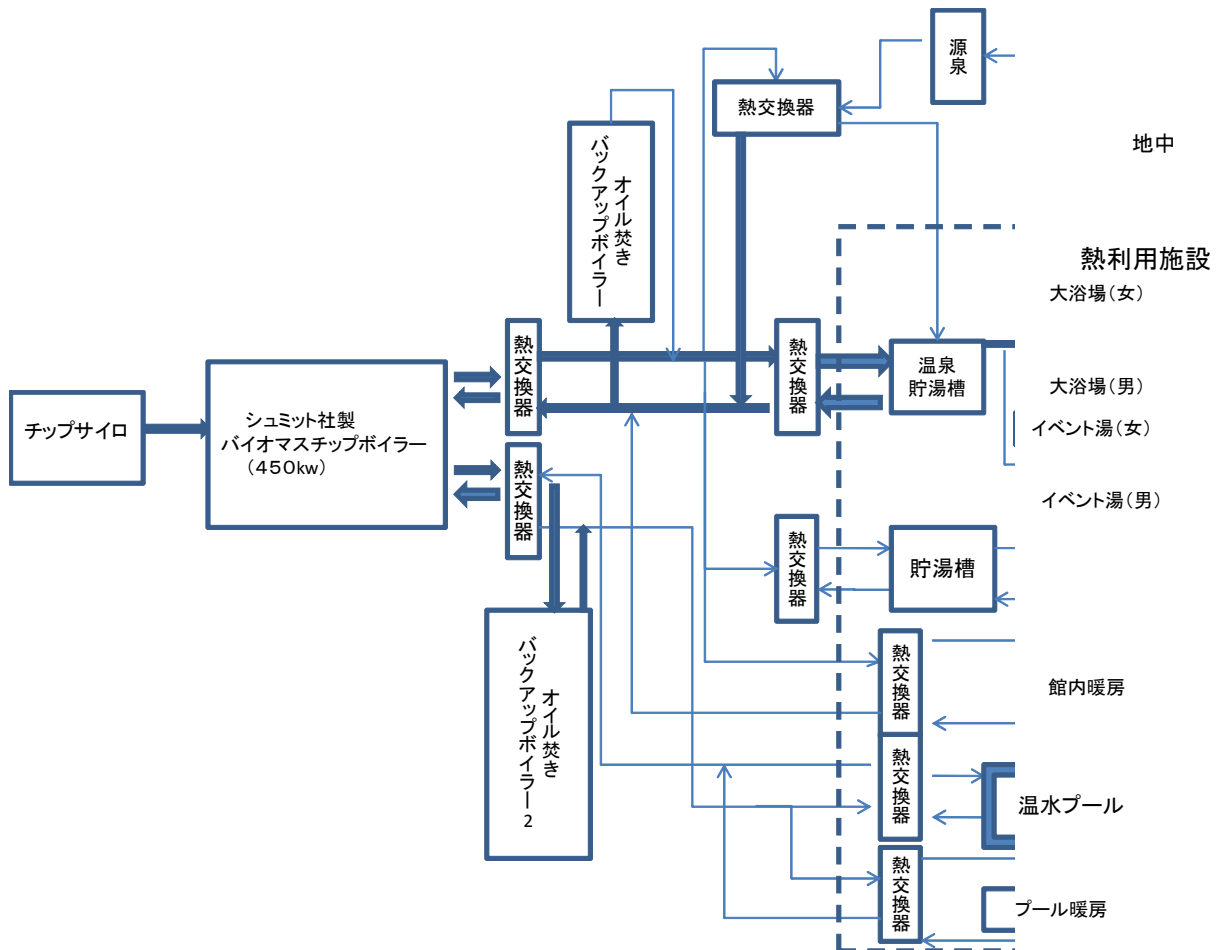 源泉
熱交換器
地中
オイル焚き
バックアップボイラー
熱利用施設
大浴場(女)
熱交換器
熱交換器
温泉
貯湯槽
大浴場(男)
チップサイロ
シュミット社製
バイオマスチップボイラー
(450kw)
イベント湯(女)
熱交換器
イベント湯(男)
熱交換器
貯湯槽
オイル焚き
バックアップボイラー2
熱交換器
館内暖房
熱交換器
温水プール
熱交換器
プール暖房